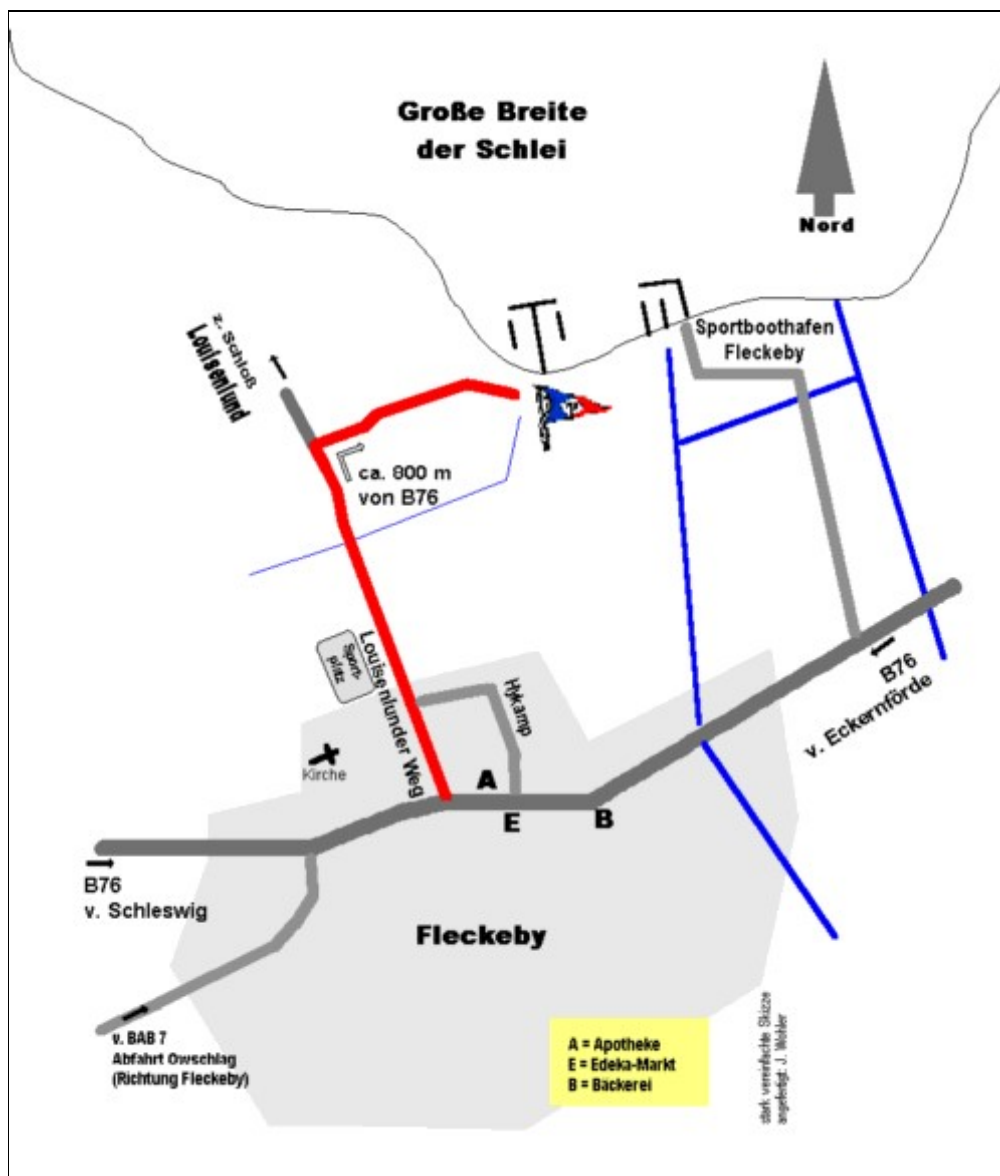 Große Breite
der Schlei
Nord
Sportboothafen
Fleckeby
z. Schloß
Louisenlund
ca. 800 m
von B76
Sport-
platz
Louisenlunder Weg
Hykamp
Kirche
B76
v. Eckernförde
A
E
B
B76
v. Schleswig
Fleckeby
v. BAB 7
Abfahrt Owschlag
(Richtung Fleckeby)
A = Apotheke
E = Edeka-Markt
B = Bäckerei
stark vereinfachte Skizze
angefertigt: J. Wohler